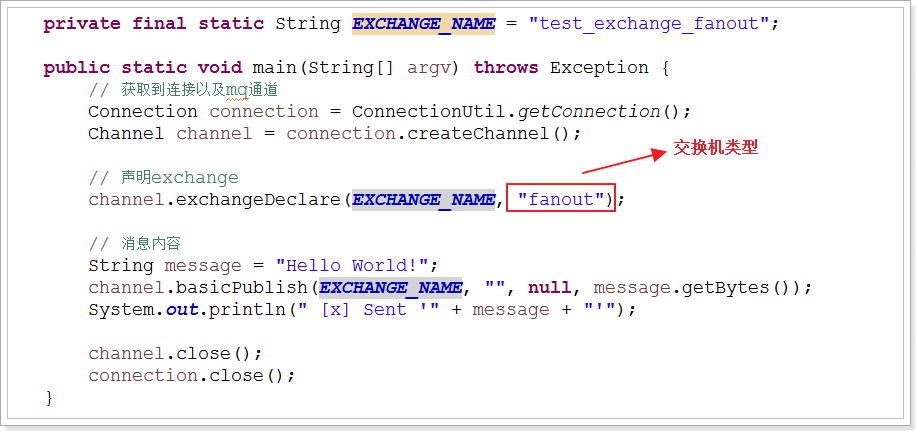 private final static String EXCHANGE_NAME = "test_exchange_fanout";
public static void main(String[] argv) throws Exception {
// 获取到连接以及mq通道
Connection connection = ConnectionUtil.getConnection();
Channel channel = connection.createChannel();
交换机类型
// 声明exchange
channel.exchangeDeclare(EXCHANGE_NAME, "fanout");
// 消息内容
String message = "Hello World!";
channel.basicPublish(EXCHANGE_NAME, "", null, message.getBytes());
System.out.println(" [x] Sent '" + message + "'");
channel.close();
connection.close();
}